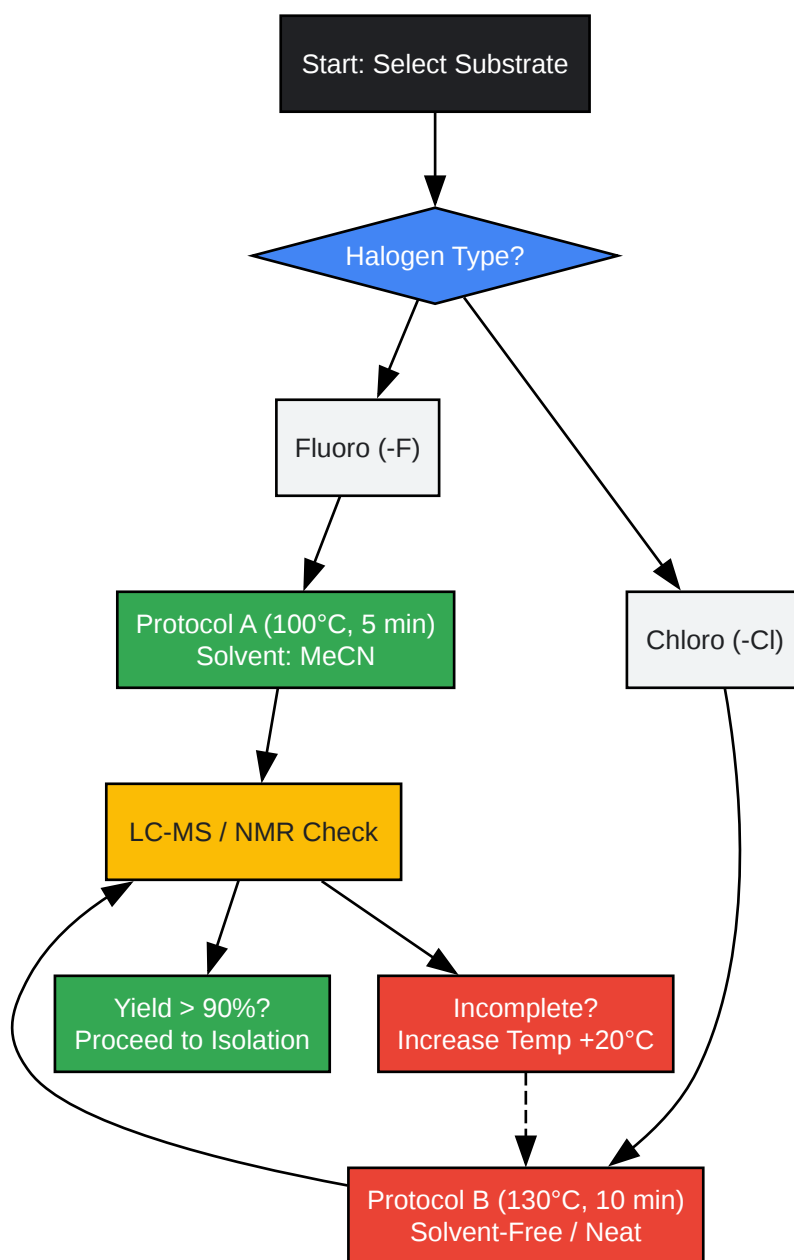 Start: Select Substrate
Halogen Type?
Fluoro (-F)
Protocol A (100°C, 5 min)
Solvent: MeCN
Chloro (-Cl)
LC-MS / NMR Check
Yield > 90%?
Proceed to Isolation
Incomplete?
Increase Temp +20°C
Protocol B (130°C, 10 min)
Solvent-Free / Neat